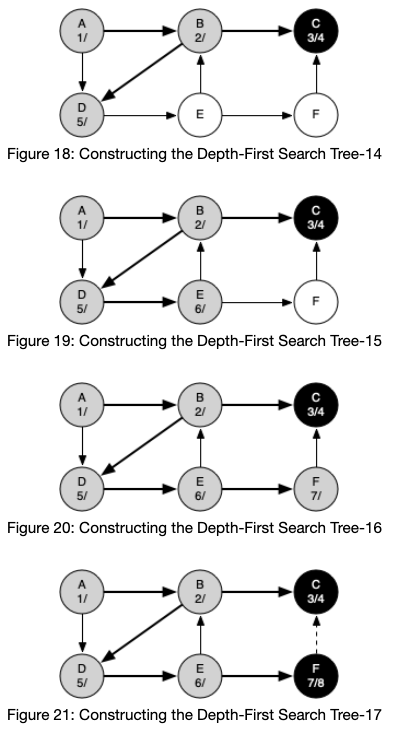 A B C
1/ 2/ 3/4
D E F
5/
Figure 18: Constructing the Depth-First Search Tree-14
A B C
1/ 2/ 3/4
D E F
5/ 6/
Figure 19: Constructing the Depth-First Search Tree-15
A B C
1/ 2/ 3/4
D E F
5/ 6/ 7/
Figure 20: Constructing the Depth-First Search Tree-16
A B C
1/ 2/ 3/4
D E F
5/ 6/ 7/8
Figure 21: Constructing the Depth-First Search Tree-17